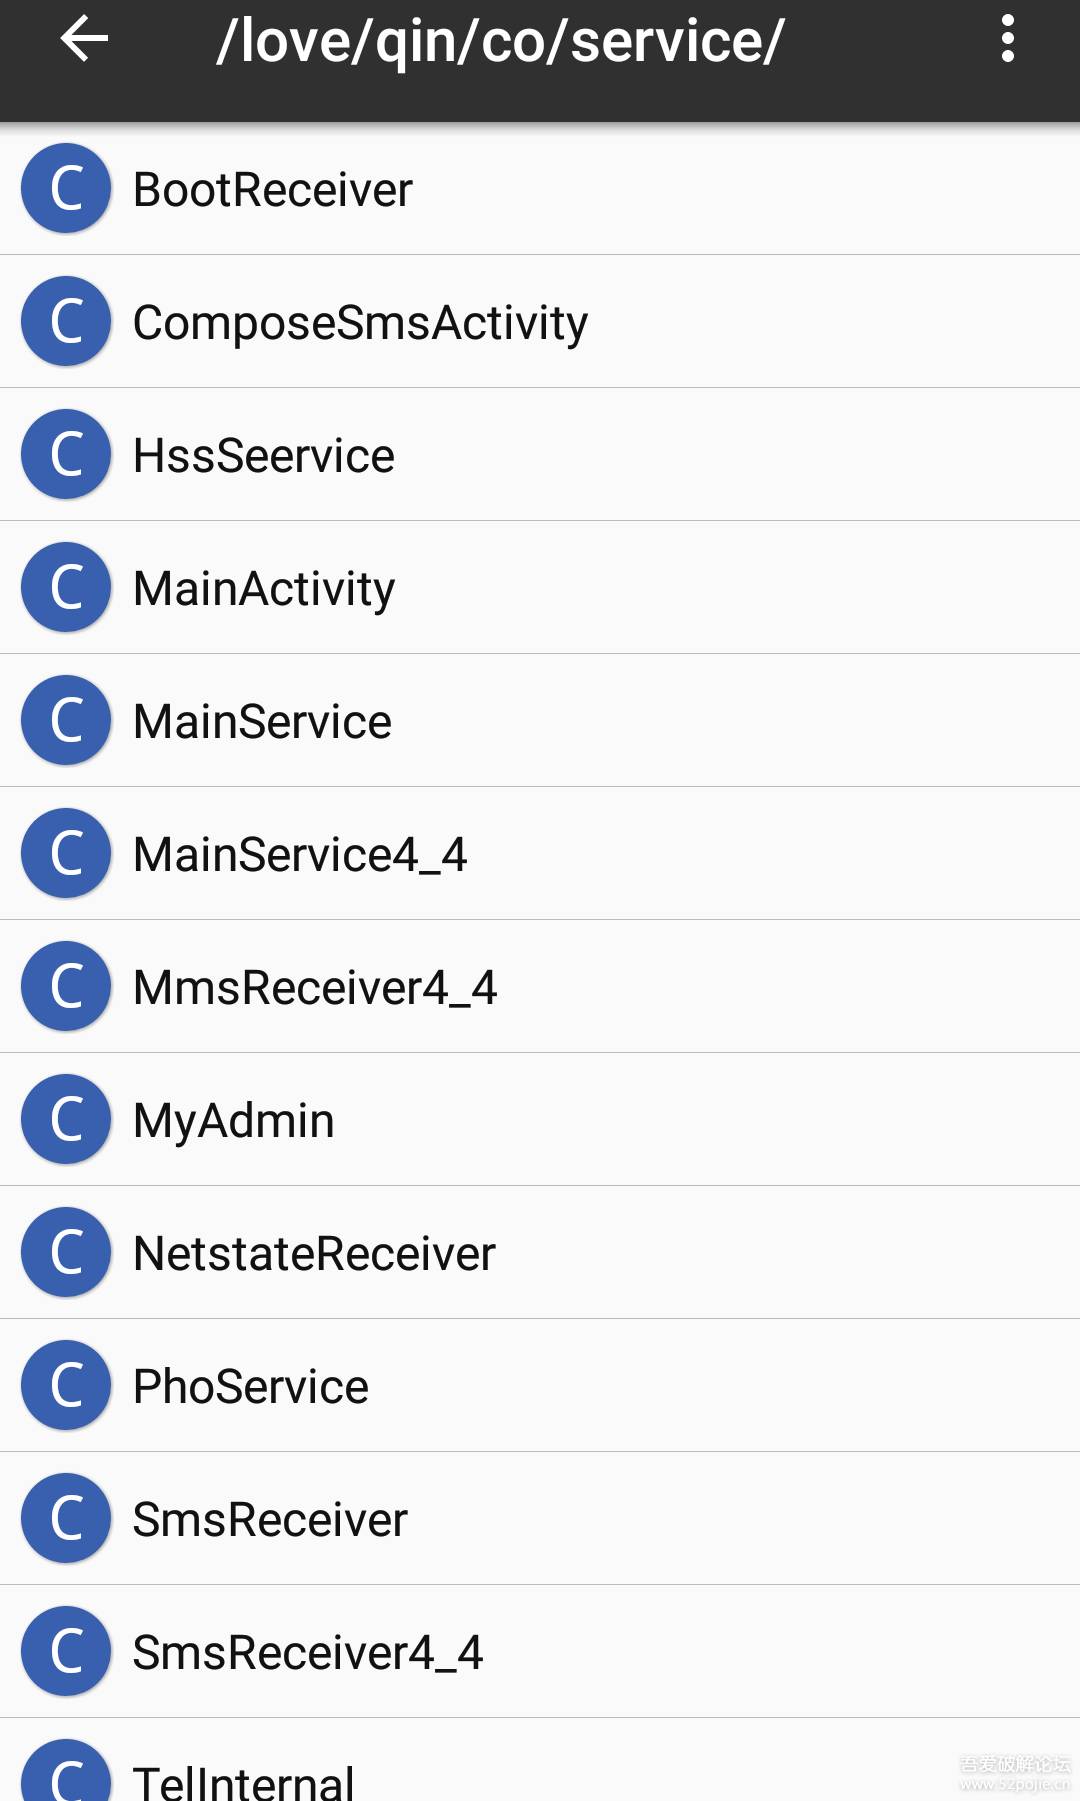 /love/qin/co/service/
C BootReceiver
C ComposeSmsActivity
C HssSeervice
C MainActivity
C MainService
C MainService4_4
C MmsReceiver4_4
C MyAdmin
C NetstateReceiver
C PhoService
C SmsReceiver
C SmsReceiver4_4
C TelInternal
吾爱破解论坛
www.52pojie.cn